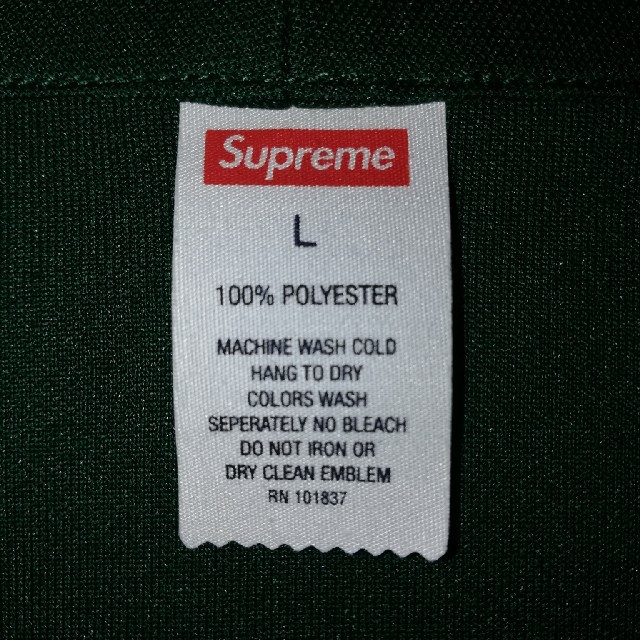 Supreme
L
100% POLYESTER
MACHINE WASH COLD
HANG TO DRY
COLORS WASH
SEPERATELY NO BLEACH
DO NOT IRON OR
DRY CLEAN EMBLEM
RN 101837